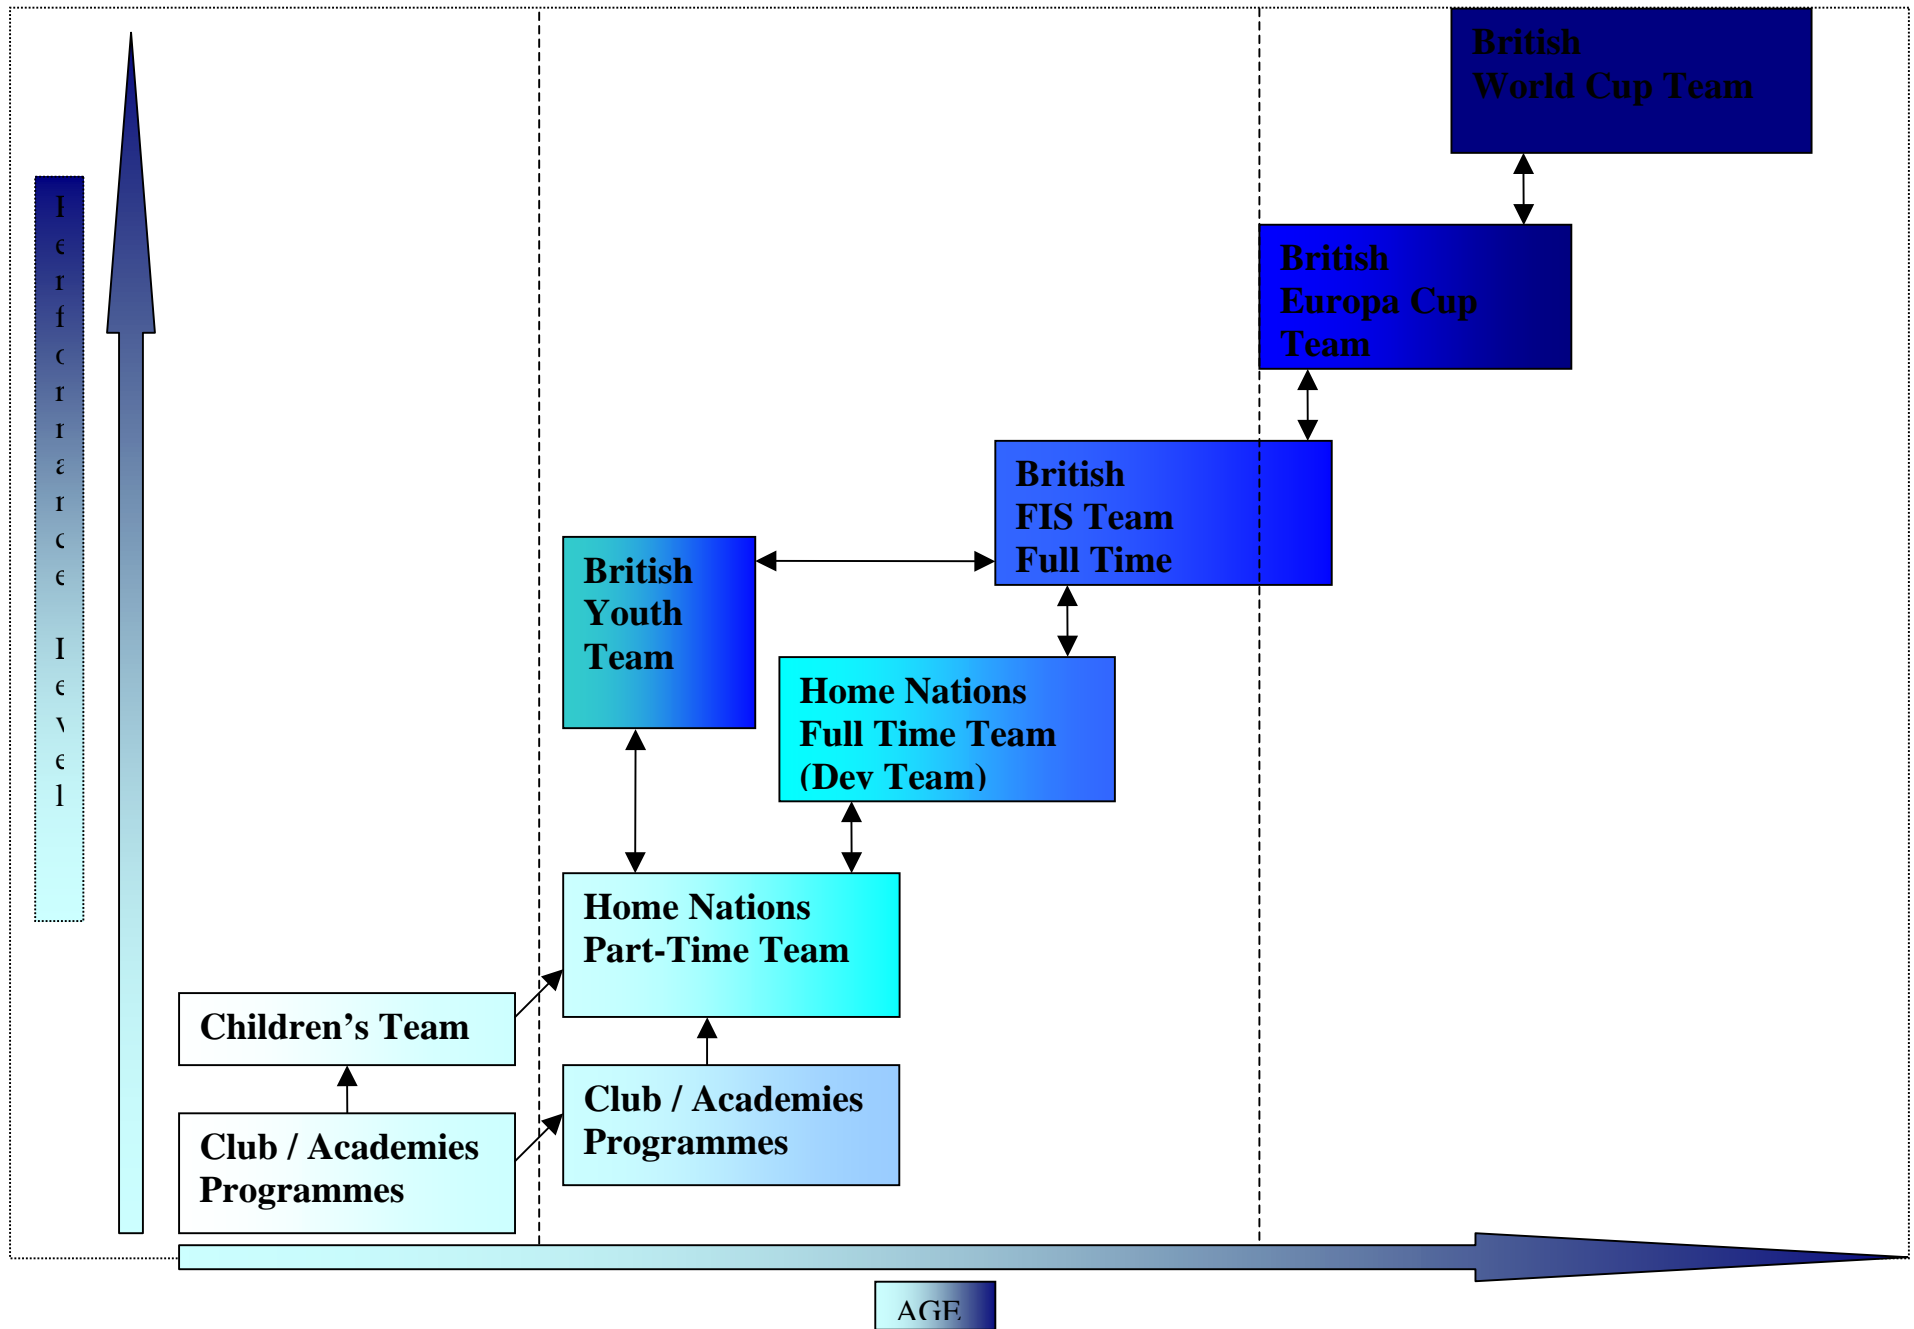 British
World Cup Team
British
Europa Cup
Team
British
FIS Team
Full Time
British
Youth
Team
Home Nations
Full Time Team
(Dev Team)
Home Nations
Part-Time Team
Children's Team
Club / Academies
Programmes
Club / Academies
Programmes
Performance Level
AGE